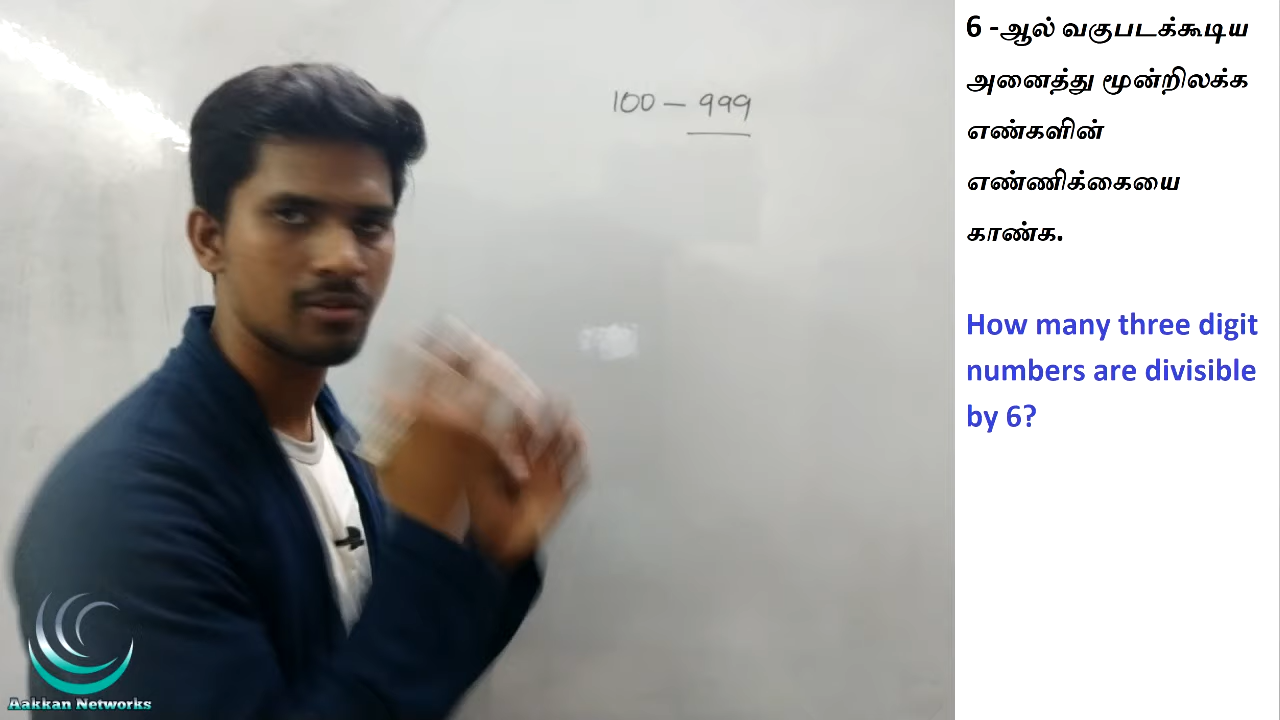 100 – 999
6 -ஆல் வகுபடக்கூடிய
அனைத்து மூன்றிலக்க
எண்களின்
எண்ணிக்கையை
காண்க.
How many three digit
numbers are divisible
by 6?
Aakkan Networks